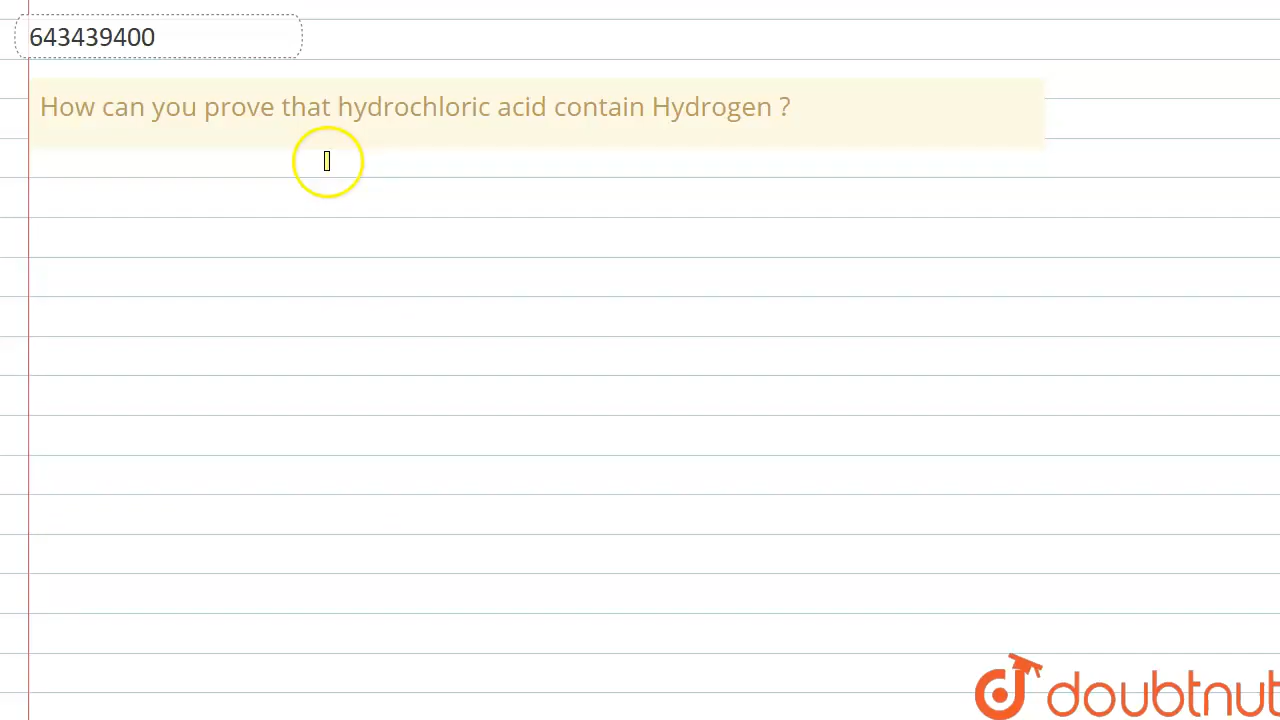 643439400
How can you prove that hydrochloric acid contain Hydrogen ?
doubtnut